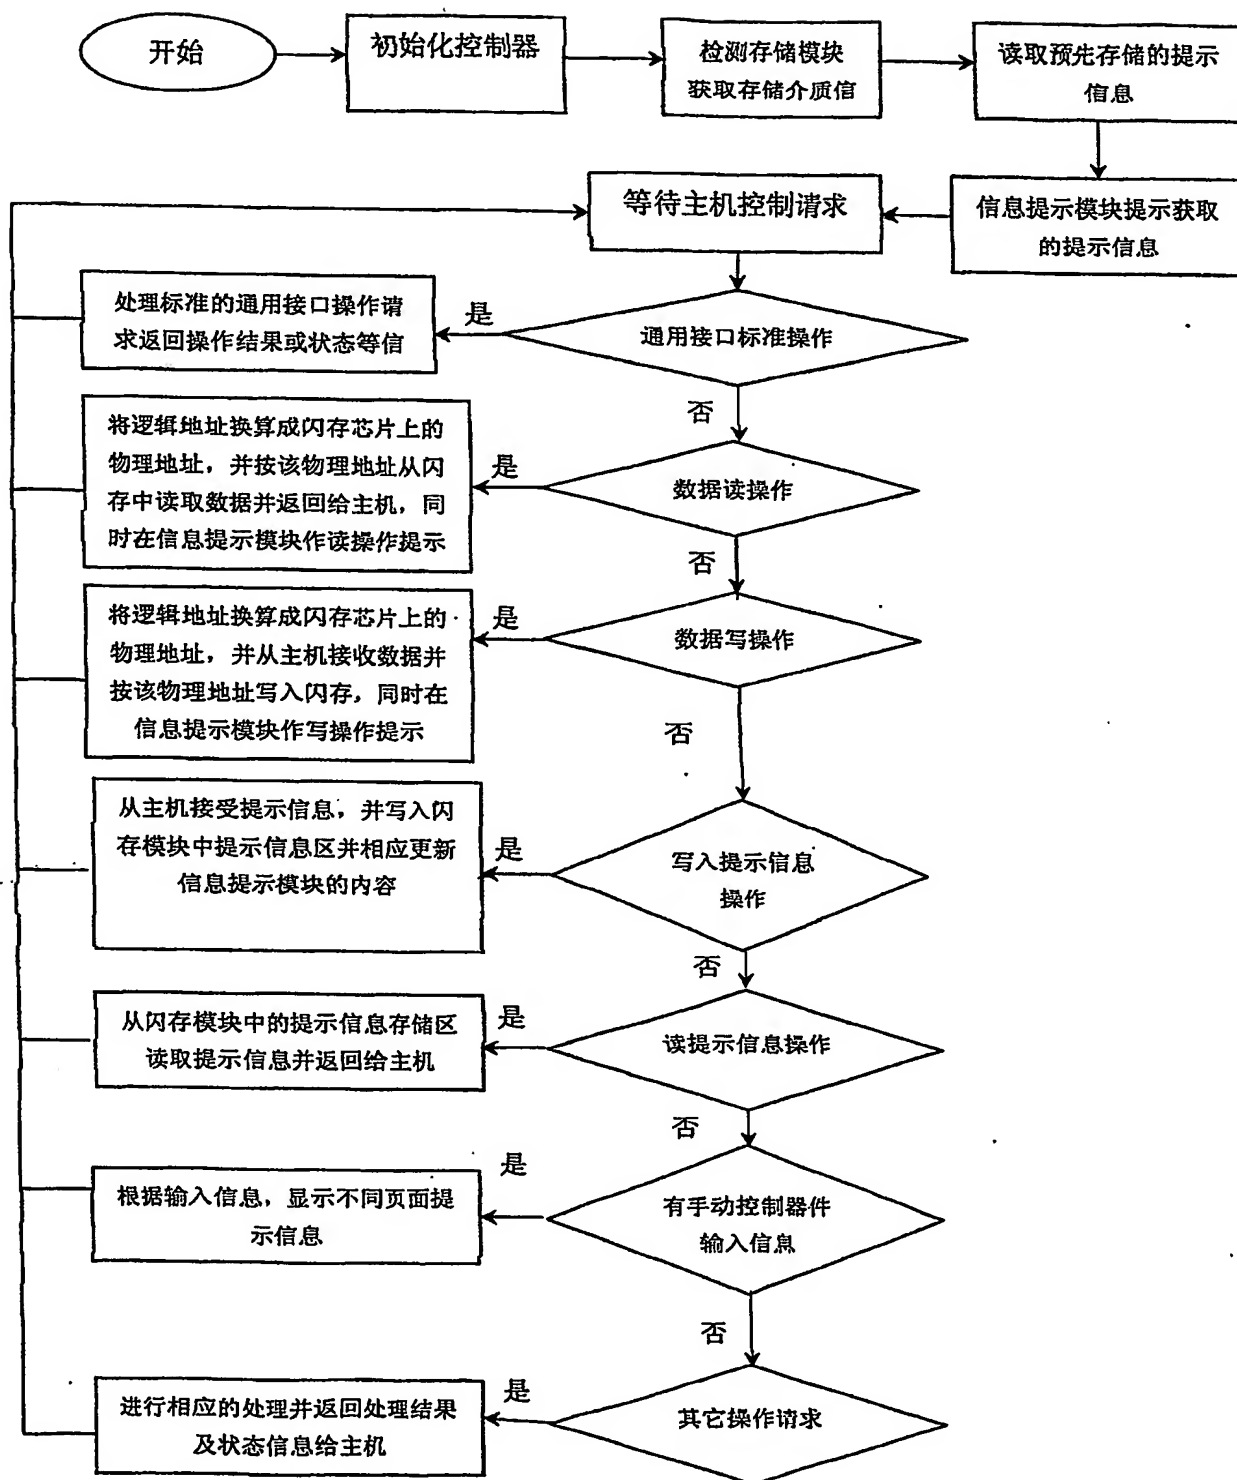 开始
初始化控制器
检测存储模块
获取存储介质信
读取预先存储的提示
信息
等待主机控制请求
信息提示模块提示获取
的提示信息
处理标准的通用接口操作请
求返回操作结果或状态等信
是
通用接口标准操作
否
将逻辑地址换算成闪存芯片上的
物理地址，并按该物理地址从闪
存中读取数据并返回给主机，同
时在信息提示模块作读操作提示
是
数据读操作
否
将逻辑地址换算成闪存芯片上的
物理地址，并从主机接收数据并
按该物理地址写入闪存，同时在
信息提示模块作写操作提示
是
数据写操作
否
从主机接受提示信息，并写入闪
存模块中提示信息区并相应更新
信息提示模块的内容
是
写入提示信息
操作
否
从闪存模块中的提示信息存储区
读取提示信息并返回给主机
是
读提示信息操作
否
根据输入信息，显示不同页面提
示信息
是
有手动控制器件
输入信息
否
进行相应的处理并返回处理结果
及状态信息给主机
是
其它操作请求